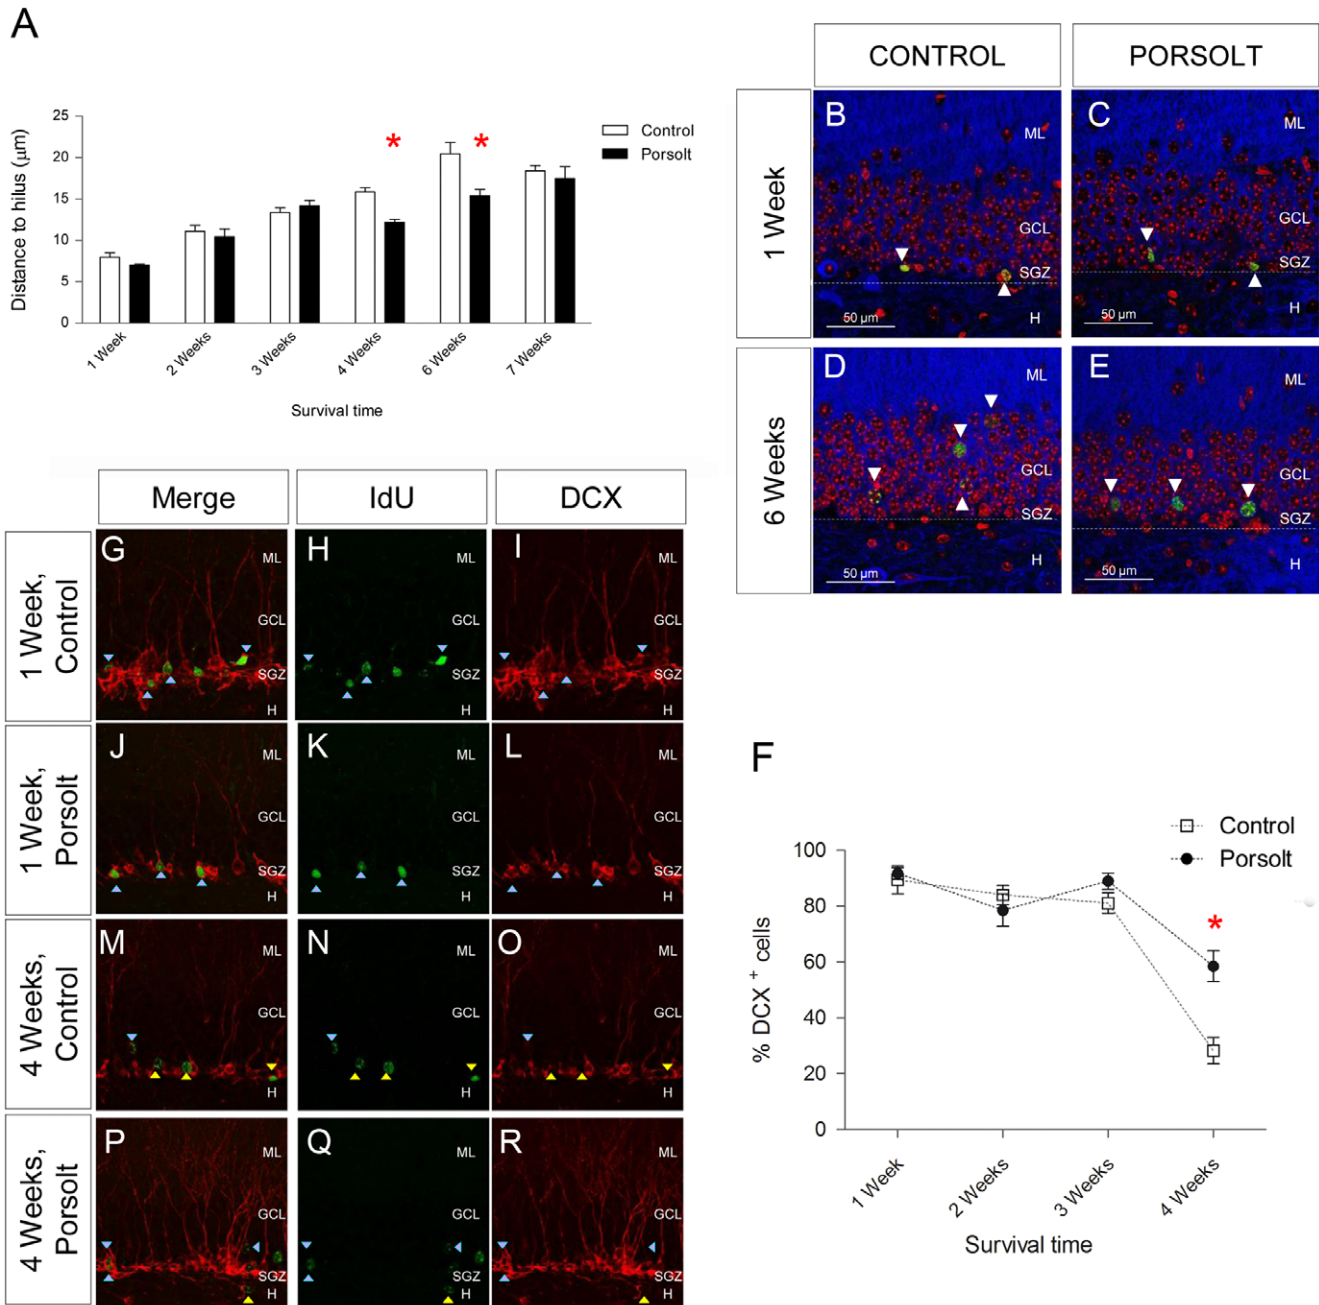 A
Distance to hilus (μm)
25
20
15
10
5
0
*
*
Control
Porsolt
1 Week
2 Weeks
3 Weeks
4 Weeks
6 Weeks
7 Weeks
Survival time
CONTROL
PORSOLT
1 Week
B
ML
GCL
SGZ
H
50 μm
C
ML
GCL
SGZ
H
50 μm
6 Weeks
D
ML
GCL
SGZ
H
50 μm
E
ML
GCL
SGZ
H
50 μm
Merge
IdU
DCX
1 Week,
Control
G
ML
GCL
SGZ
H
H
ML
GCL
SGZ
H
I
ML
GCL
SGZ
H
1 Week,
Porsolt
J
ML
GCL
SGZ
H
K
ML
GCL
SGZ
H
L
ML
GCL
SGZ
H
4 Weeks,
Control
M
ML
GCL
H
N
ML
GCL
H
O
ML
GCL
H
4 Weeks,
Porsolt
P
ML
GCL
SGZ
H
Q
ML
GCL
SGZ
H
R
ML
GCL
SGZ
H
F
Control
Porsolt
% DCX + cells
100
80
60
40
20
0
*
1 Week
2 Weeks
3 Weeks
4 Weeks
Survival time